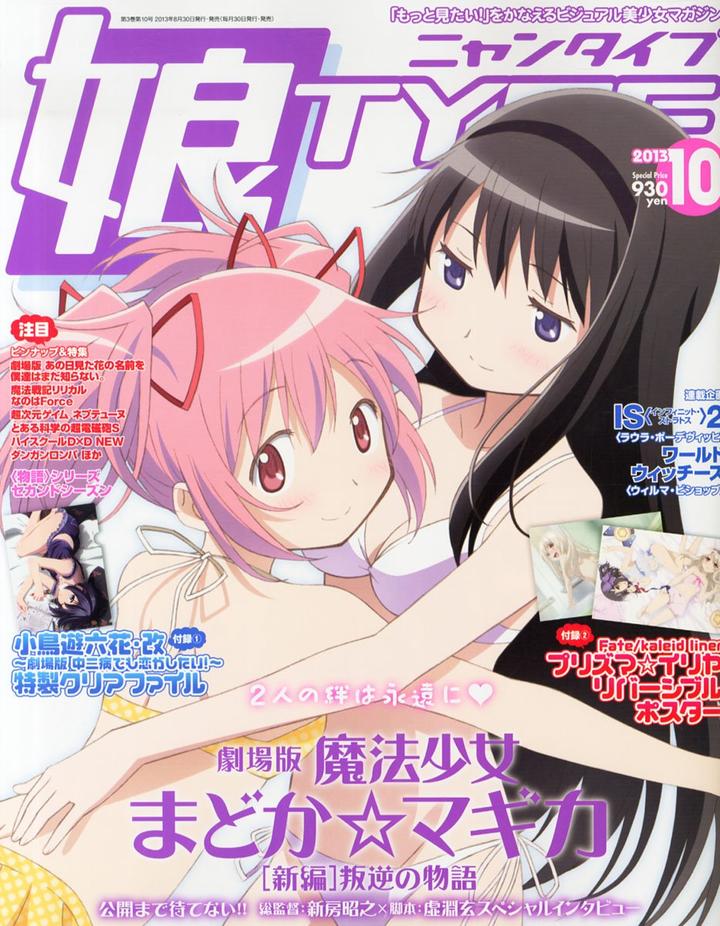 第3巻第10号 2013年8月30日発行・発売(毎月30日発行・発売)
「もっと見たい!」をかなえるビジュアル美少女マガジン
ニャンタイプ
娘TYPE
2013 10
Special Price
930
yen
注目
ピンナップ&特集
劇場版 あの日見た花の名前を
僕達はまだ知らない。
魔法戦記リリカル
なのはForce
超次元ゲイム ネプテューヌ
とある科学の超電磁砲S
ハイスクールD×D NEW
ダンガンロンパ ほか
〈物語〉シリーズ
セカンドシーズン
連載企画
IS〈インフィニット・ストラトス〉2
〈ラウラ・ボーデヴィッヒ
ワールド
ウィッチーズ
〈ウィルマ・ビショップ〉
小鳥遊六花・改 付録①
~劇場版 中二病でも恋がしたい!~
特製クリアファイル
付録②
Fate/kaleid liner
プリズマ☆イリヤ
リバーシブル
ポスター
2人の絆は永遠に♥
劇場版 魔法少女
まどか☆マギカ
[新編]叛逆の物語
公開まで待てない!! 総監督:新房昭之×脚本:虚淵玄スペシャルインタビュー